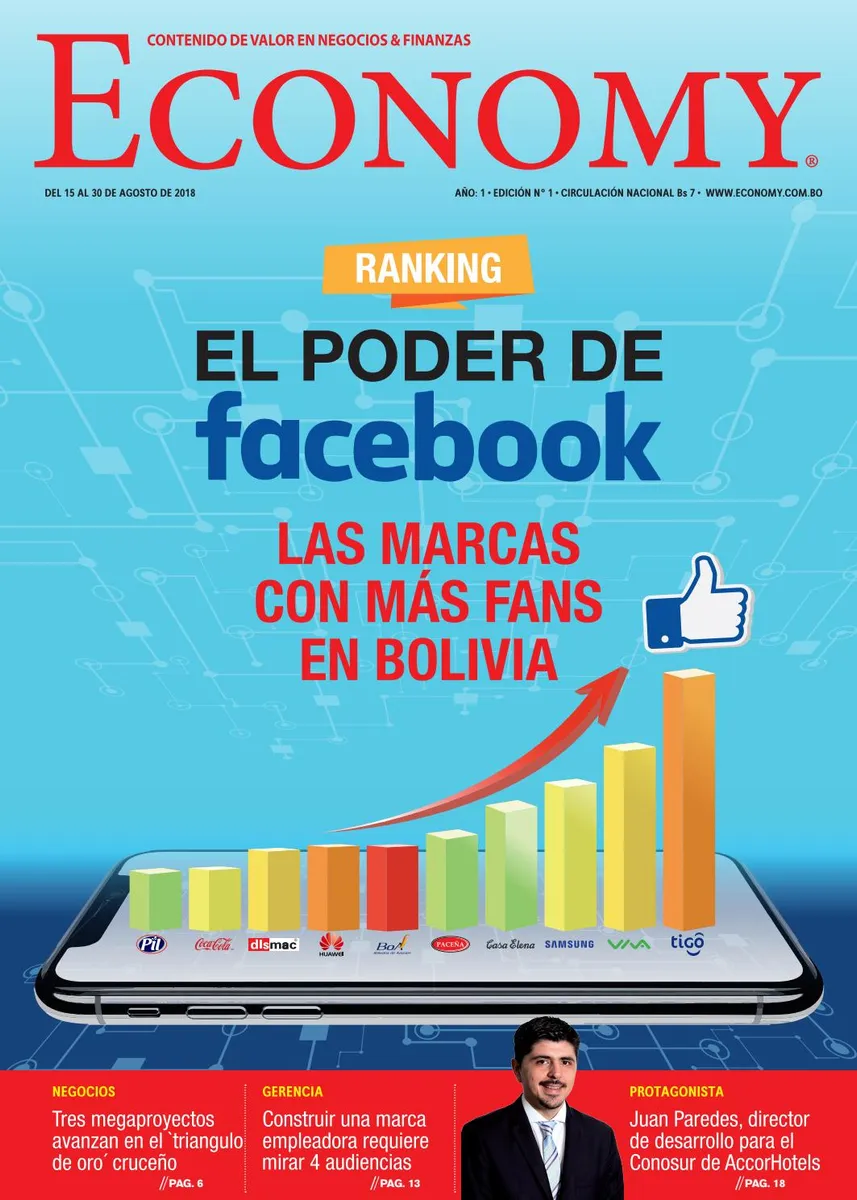 CONTENIDO DE VALOR EN NEGOCIOS & FINANZAS
ECONOMY®
DEL 15 AL 30 DE AGOSTO DE 2018
AÑO: 1 • EDICIÓN N° 1 • CIRCULACIÓN NACIONAL Bs 7 • WWW.ECONOMY.COM.BO
RANKING
EL PODER DE
facebook
LAS MARCAS
CON MÁS FANS
EN BOLIVIA
Pil
Coca-Cola
dismac
HUAWEI
BoA
PACEÑA
Casa Elena
SAMSUNG
VIVA
tigo
NEGOCIOS
Tres megaproyectos
avanzan en el `triangulo
de oro´ cruceño
//PAG. 6
GERENCIA
Construir una marca
empleadora requiere
mirar 4 audiencias
//PAG. 13
PROTAGONISTA
Juan Paredes, director
de desarrollo para el
Conosur de AccorHotels
//PAG. 18